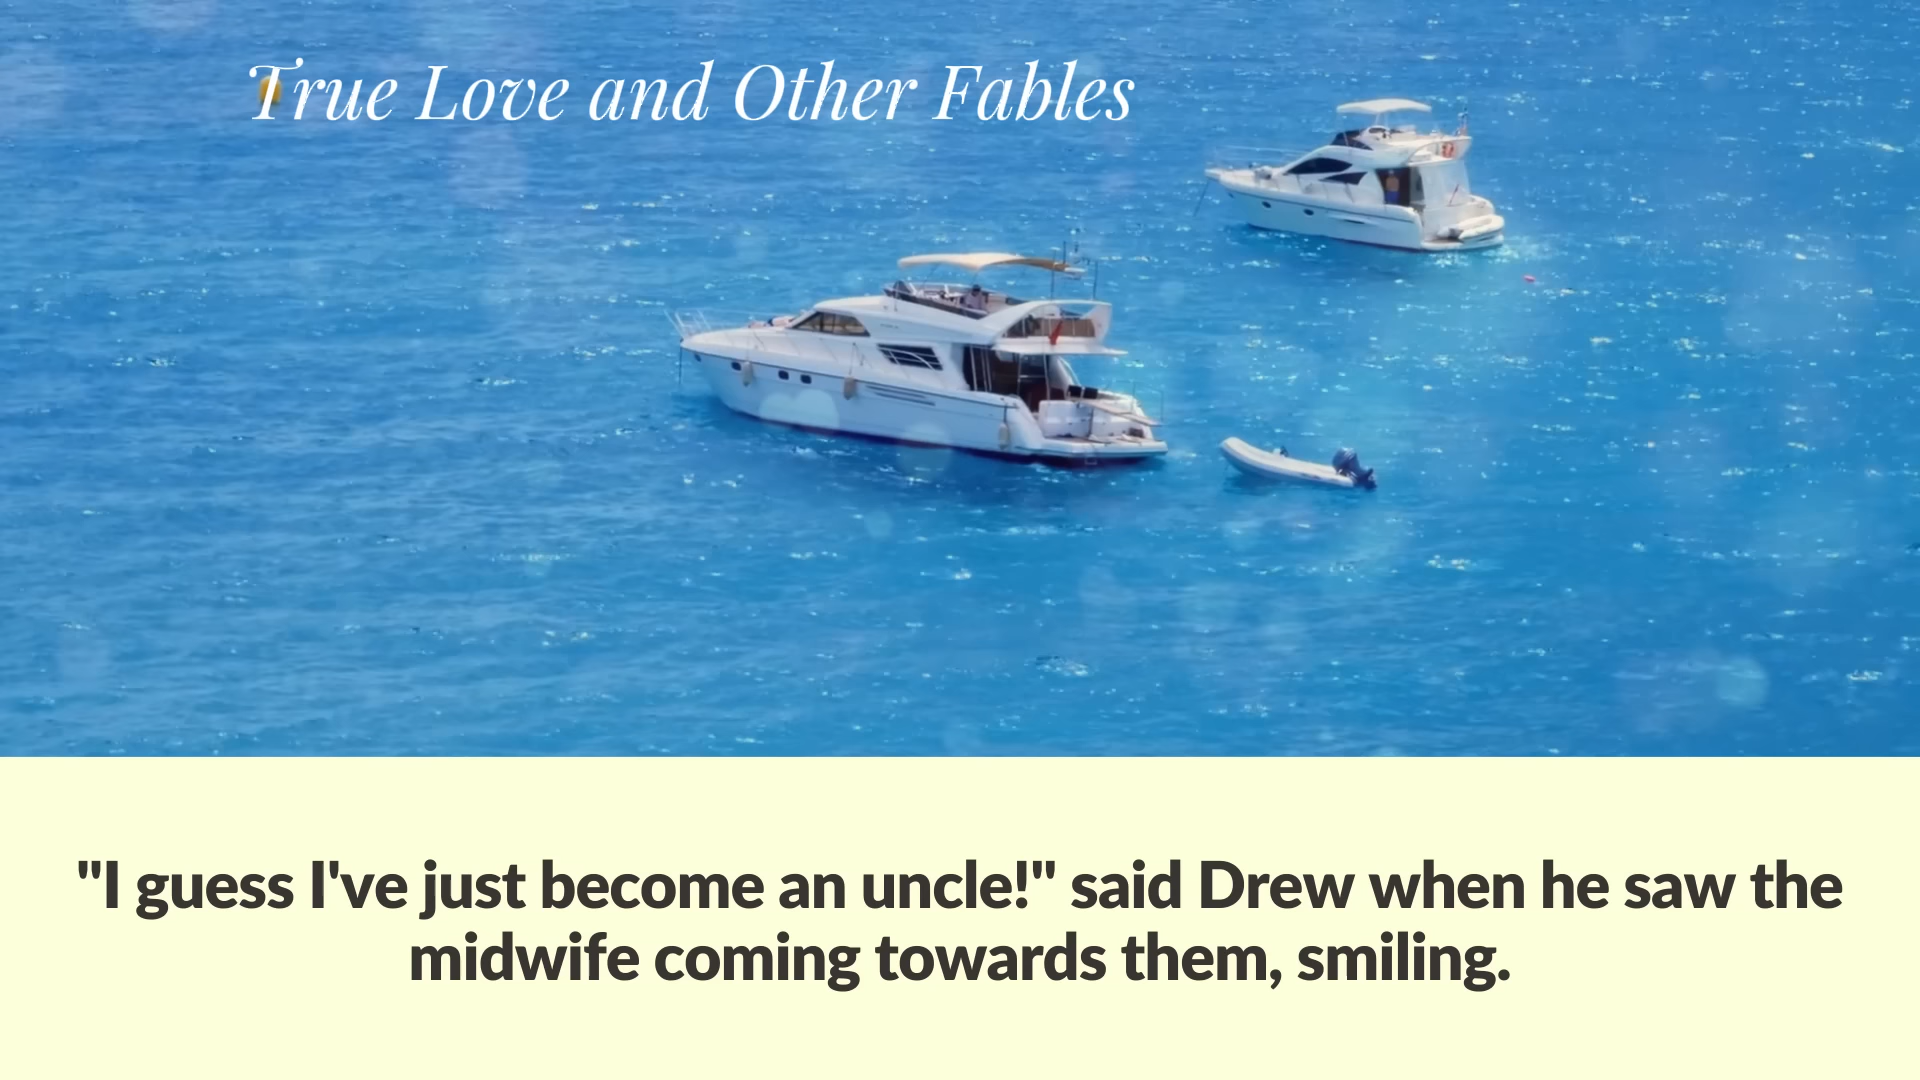 True Love and Other Fables
"I guess I've just become an uncle!" said Drew when he saw the
midwife coming towards them, smiling.